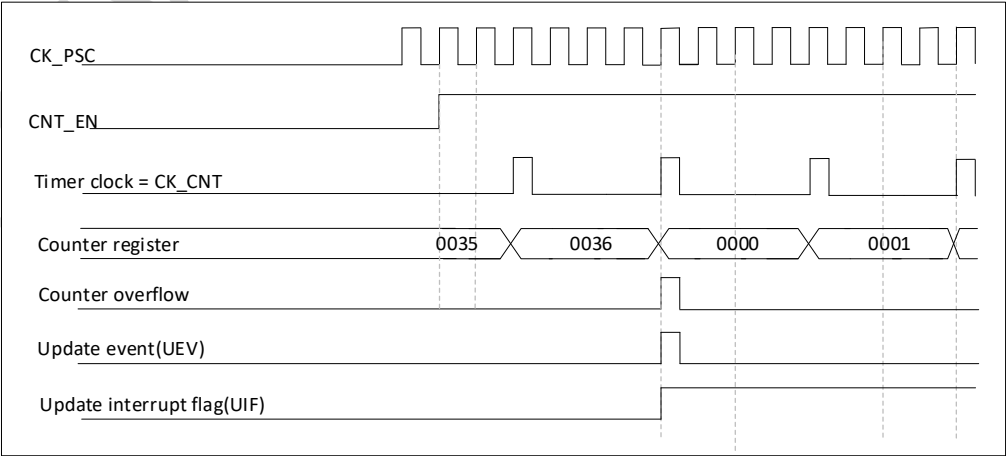 CK_PSC
CNT_EN
Timer clock = CK_CNT
Counter register
0035
0036
0000
0001
Counter overflow
Update event(UEV)
Update interrupt flag(UIF)